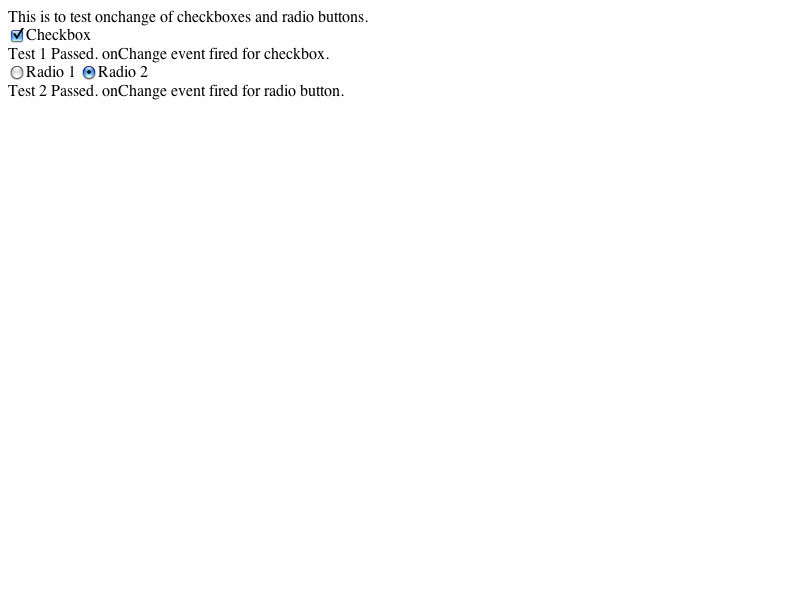 This is to test onchange of checkboxes and radio buttons.
Checkbox
Test 1 Passed. onChange event fired for checkbox.
Radio 1 Radio 2
Test 2 Passed. onChange event fired for radio button.